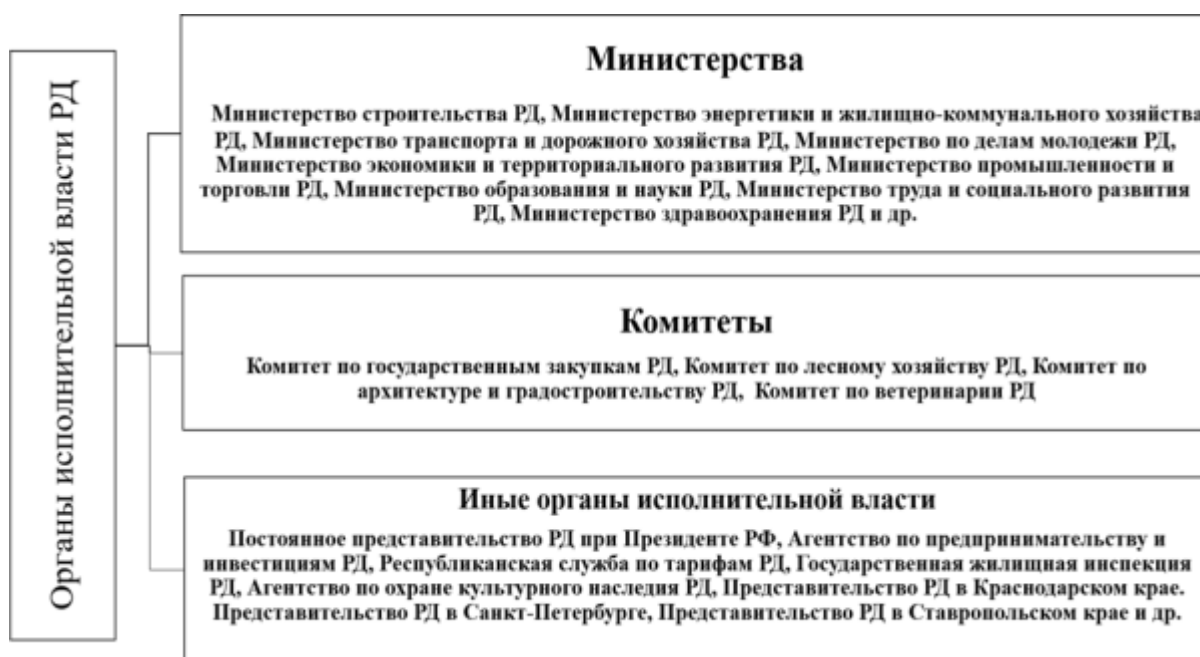 Органы исполнительной власти РД
Министерства
Министерство строительства РД, Министерство энергетики и жилищно-коммунального хозяйства
РД, Министерство транспорта и дорожного хозяйства РД, Министерство по делам молодежи РД,
Министерство экономики и территориального развития РД, Министерство промышленности и
торговли РД, Министерство образования и науки РД, Министерство труда и социального развития
РД, Министерство здравоохранения РД и др.
Комитеты
Комитет по государственным закупкам РД, Комитет по лесному хозяйству РД, Комитет по
архитектуре и градостроительству РД, Комитет по ветеринарии РД
Иные органы исполнительной власти
Постоянное представительство РД при Президенте РФ, Агентство по предпринимательству и
инвестициям РД, Республиканская служба по тарифам РД, Государственная жилищная инспекция
РД, Агентство по охране культурного наследия РД, Представительство РД в Краснодарском крае.
Представительство РД в Санкт-Петербурге, Представительство РД в Ставропольском крае и др.